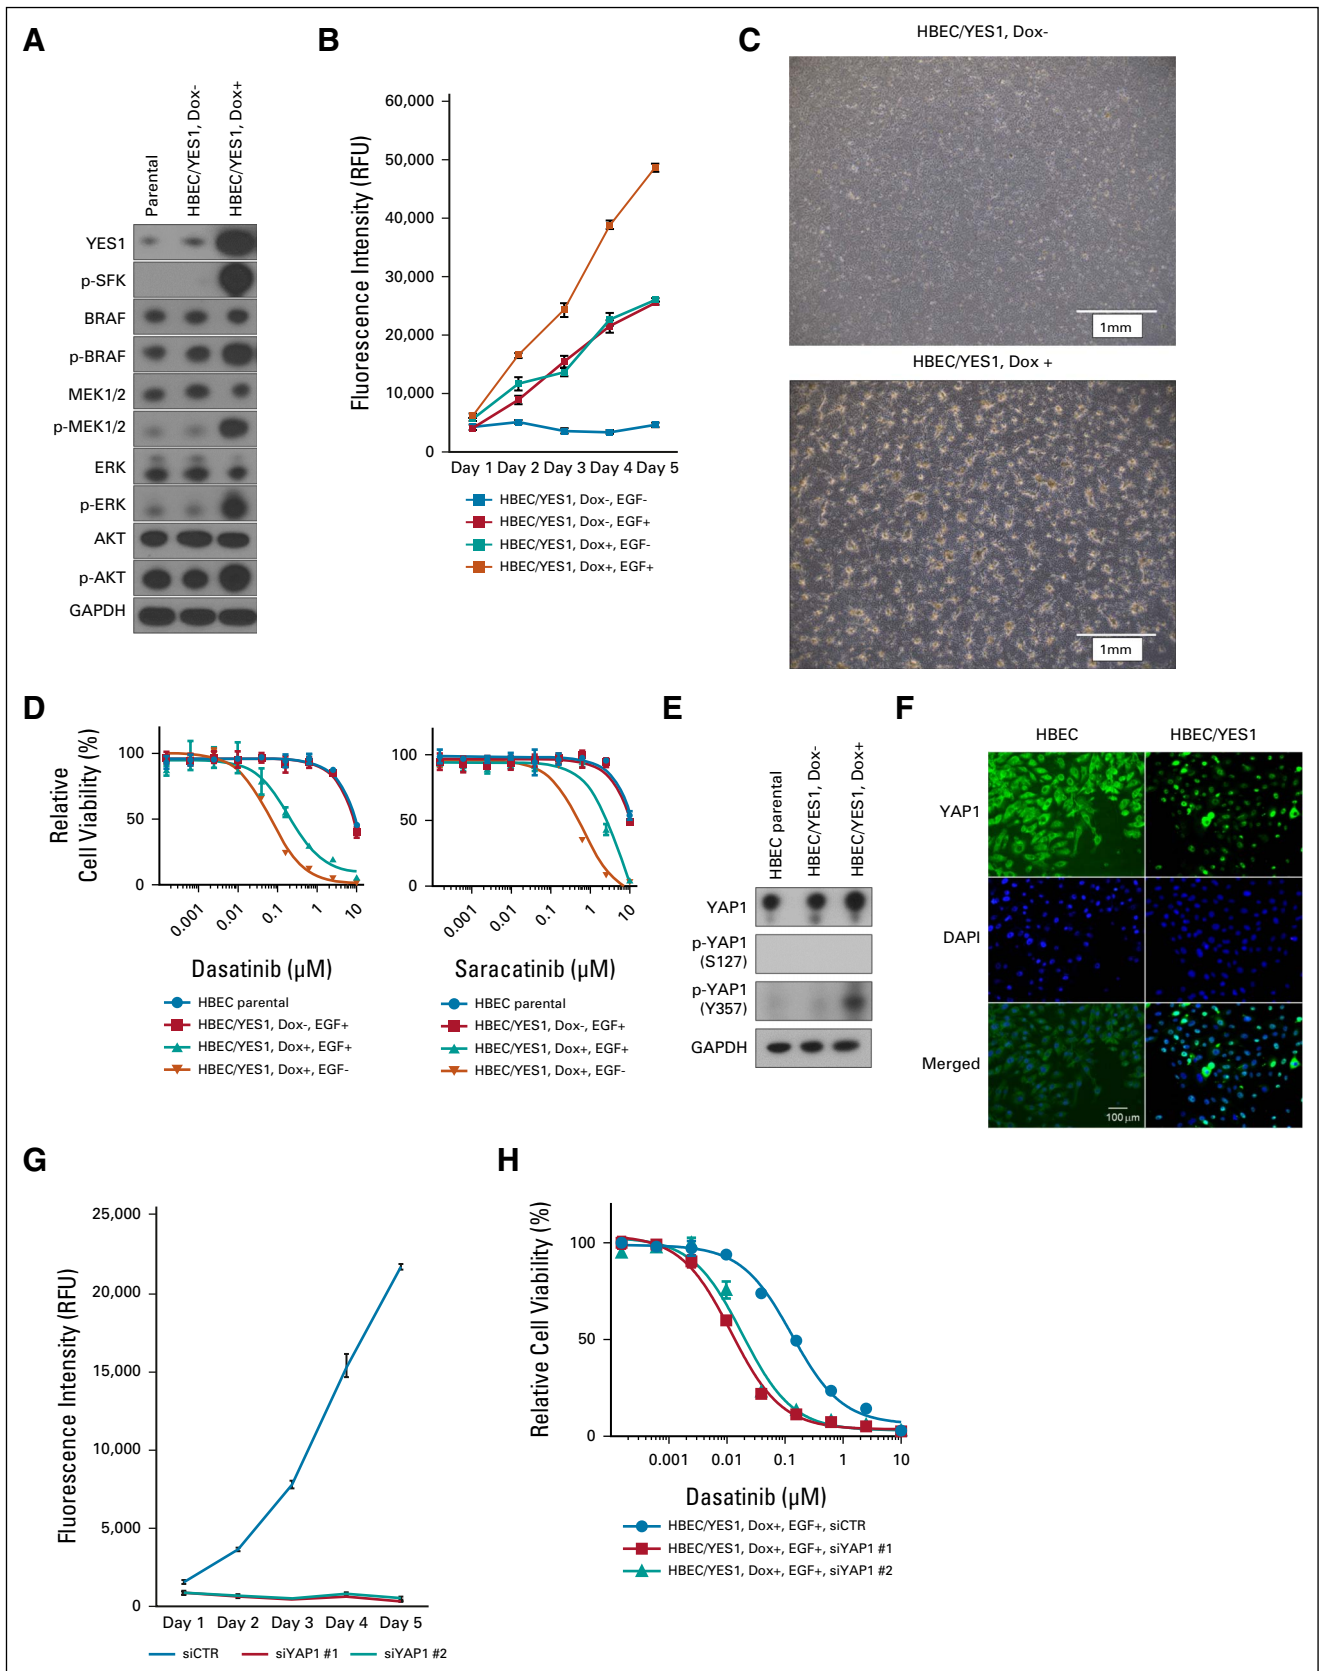 A
Parental
HBEC/YES1, Dox-
HBEC/YES1, Dox+
YES1
p-SFK
BRAF
p-BRAF
MEK1/2
p-MEK1/2
ERK
p-ERK
AKT
p-AKT
GAPDH
B
Fluorescence Intensity (RFU)
60,000
50,000
40,000
30,000
20,000
10,000
0
Day 1 Day 2 Day 3 Day 4 Day 5
HBEC/YES1, Dox-, EGF-
HBEC/YES1, Dox-, EGF+
HBEC/YES1, Dox+, EGF-
HBEC/YES1, Dox+, EGF+
C
HBEC/YES1, Dox-
1mm
HBEC/YES1, Dox +
1mm
D
Relative
Cell Viability (%)
100
50
0
0.001 0.01 0.1 1 10
Dasatinib (µM)
HBEC parental
HBEC/YES1, Dox-, EGF+
HBEC/YES1, Dox+, EGF+
HBEC/YES1, Dox+, EGF-
100
50
0
0.001 0.01 0.1 1 10
Saracatinib (µM)
HBEC parental
HBEC/YES1, Dox-, EGF+
HBEC/YES1, Dox+, EGF+
HBEC/YES1, Dox+, EGF-
E
HBEC parental
HBEC/YES1, Dox-
HBEC/YES1, Dox+
YAP1
p-YAP1
(S127)
p-YAP1
(Y357)
GAPDH
F
HBEC HBEC/YES1
YAP1
DAPI
Merged
100 µm
G
Fluorescence Intensity (RFU)
25,000
20,000
15,000
10,000
5,000
0
Day 1 Day 2 Day 3 Day 4 Day 5
siCTR siYAP1 #1 siYAP1 #2
H
Relative Cell Viability (%)
100
50
0
0.001 0.01 0.1 1 10
Dasatinib (µM)
HBEC/YES1, Dox+, EGF+, siCTR
HBEC/YES1, Dox+, EGF+, siYAP1 #1
HBEC/YES1, Dox+, EGF+, siYAP1 #2